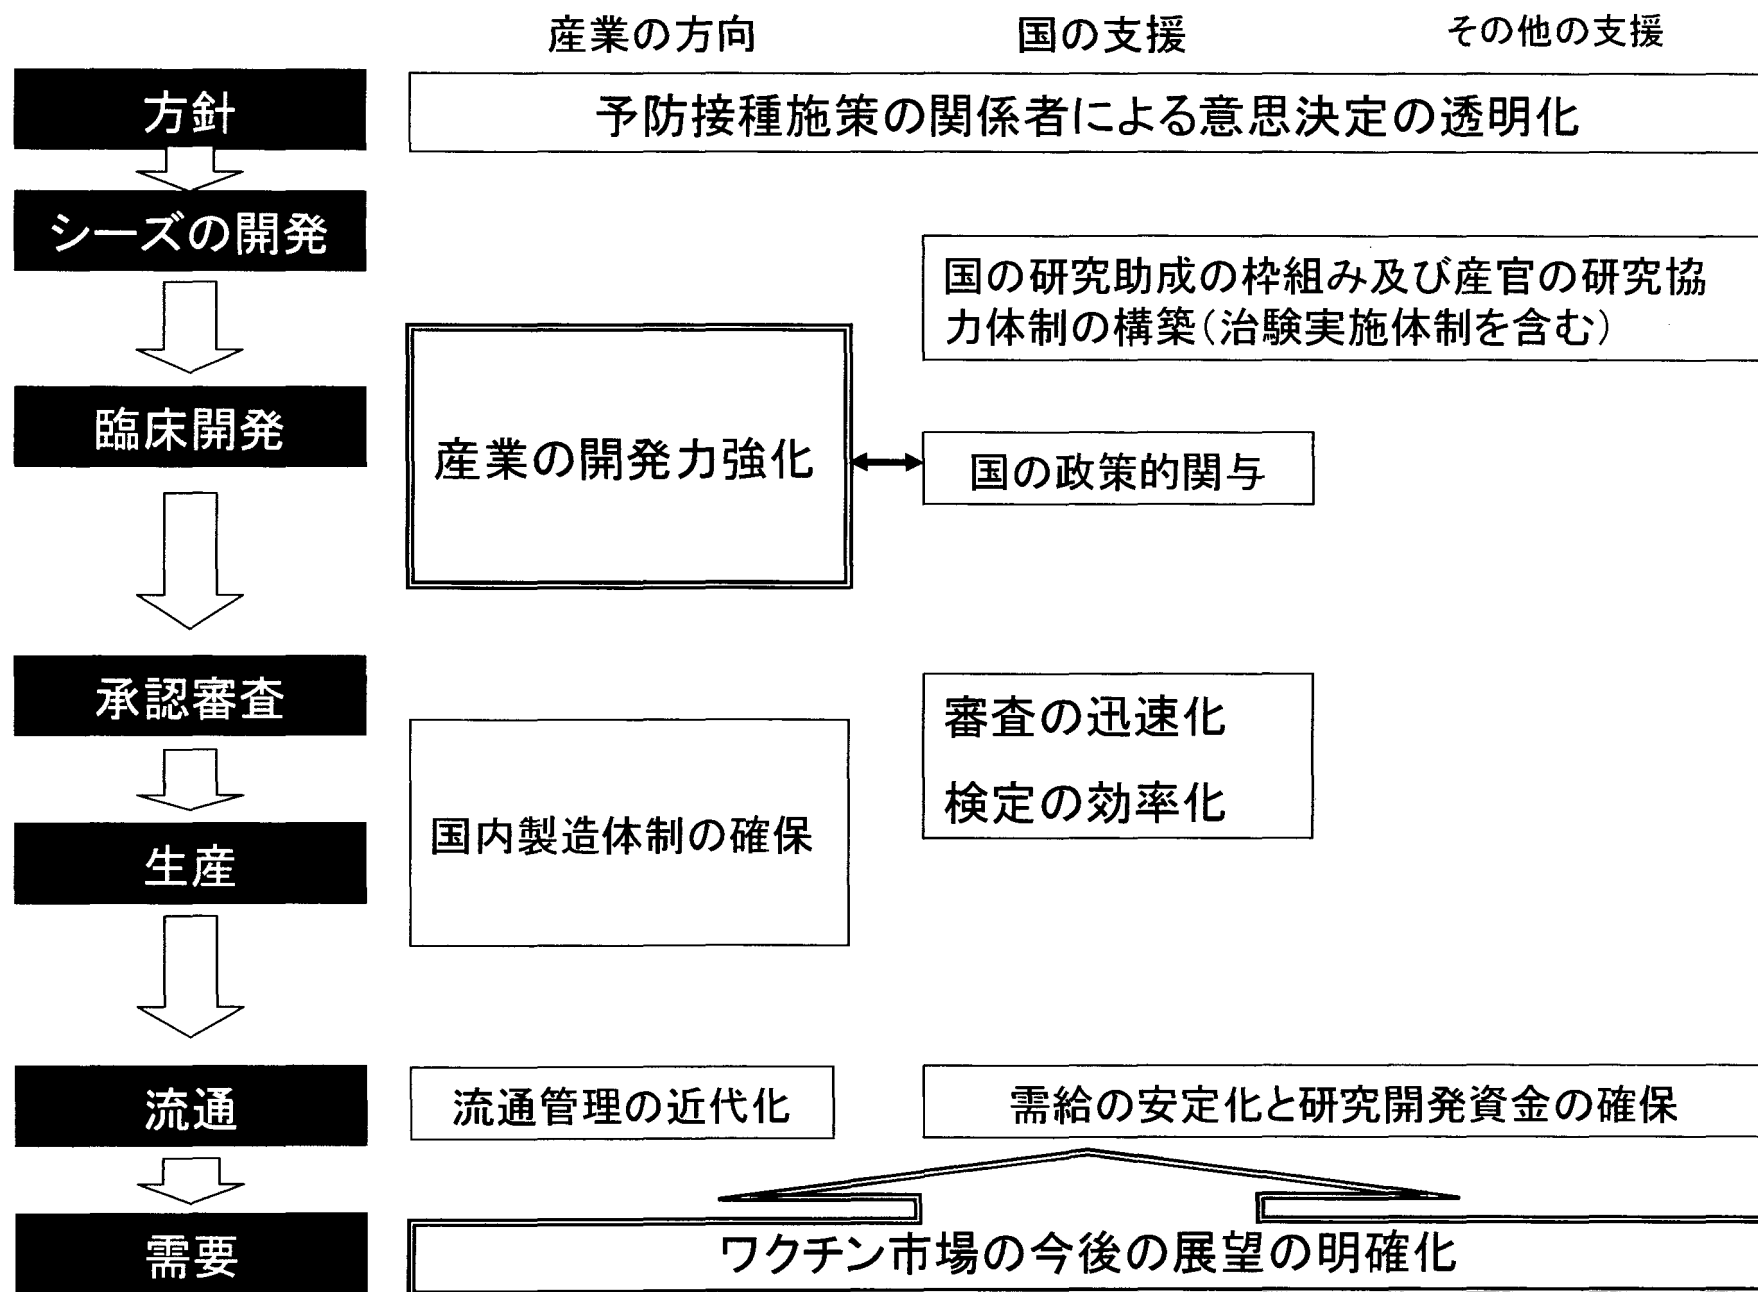 産業の方向
国の支援
その他の支援
方針
予防接種施策の関係者による意思決定の透明化
シーズの開発
国の研究助成の枠組み及び産官の研究協
力体制の構築(治験実施体制を含む)
臨床開発
産業の開発力強化
国の政策的関与
承認審査
審査の迅速化
検定の効率化
国内製造体制の確保
生産
流通
流通管理の近代化
需給の安定化と研究開発資金の確保
需要
ワクチン市場の今後の展望の明確化